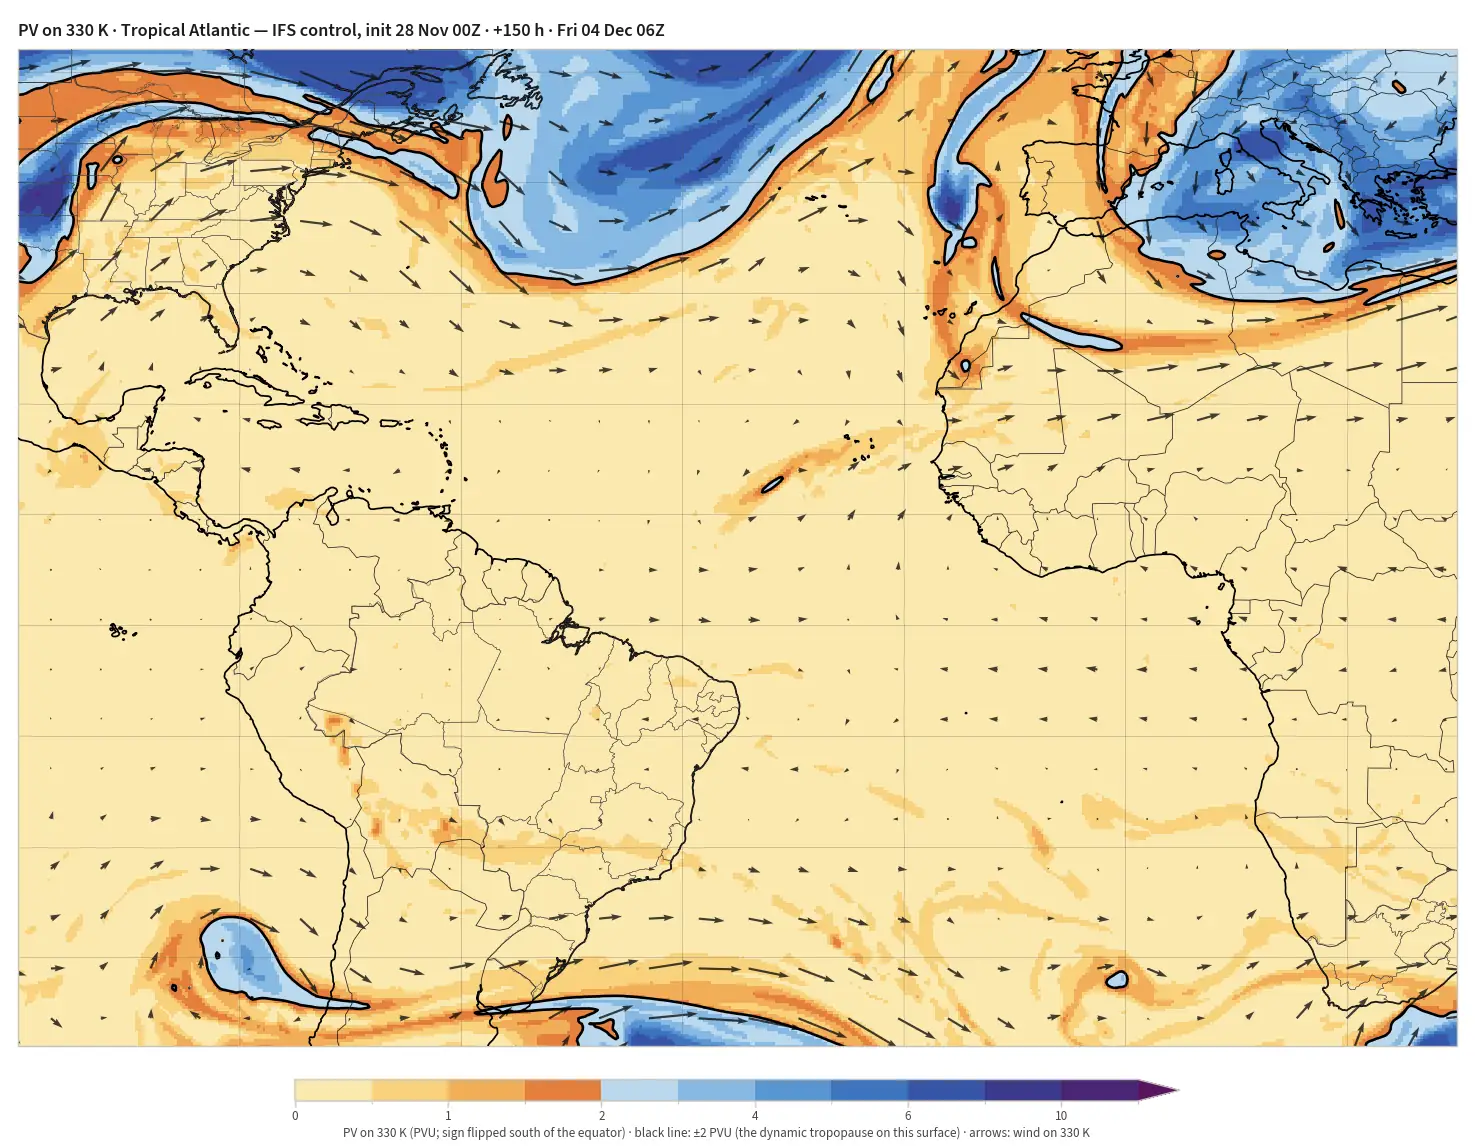 PV on 330 K · Tropical Atlantic — IFS control, init 28 Nov 00Z · +150 h · Fri 04 Dec 06Z
0 1 2 4 6 10
PV on 330 K (PVU; sign flipped south of the equator) · black line: ±2 PVU (the dynamic tropopause on this surface) · arrows: wind on 330 K